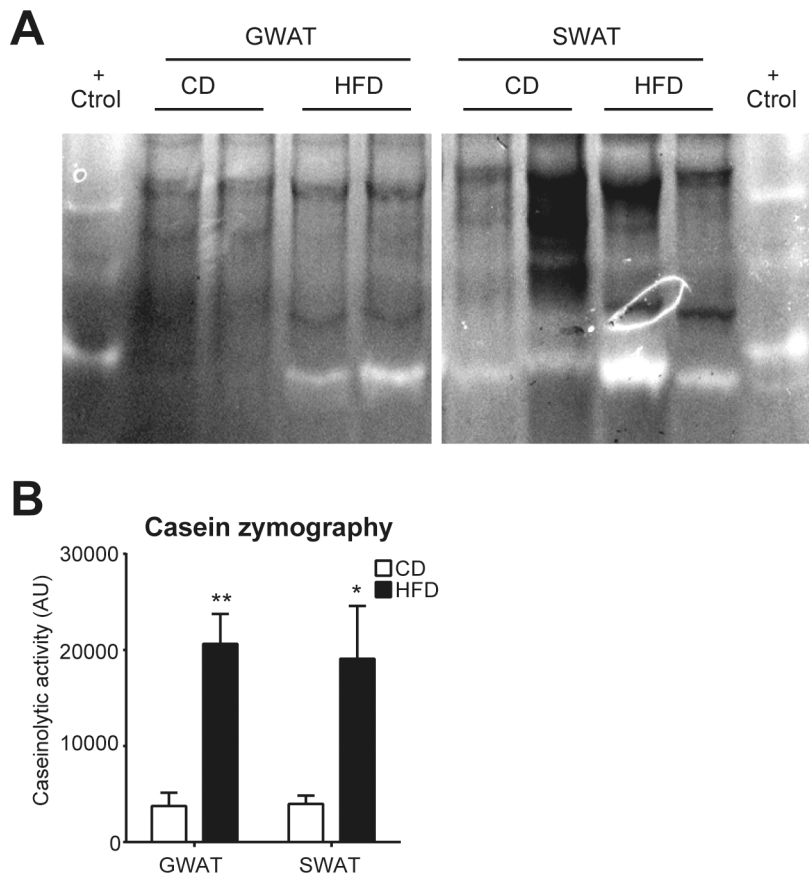 A
GWAT SWAT
+ Ctrol CD HFD CD HFD + Ctrol
B
Casein zymography
CD
HFD
Caseinolytic activity (AU)
30000
20000
10000
0
** *
GWAT SWAT